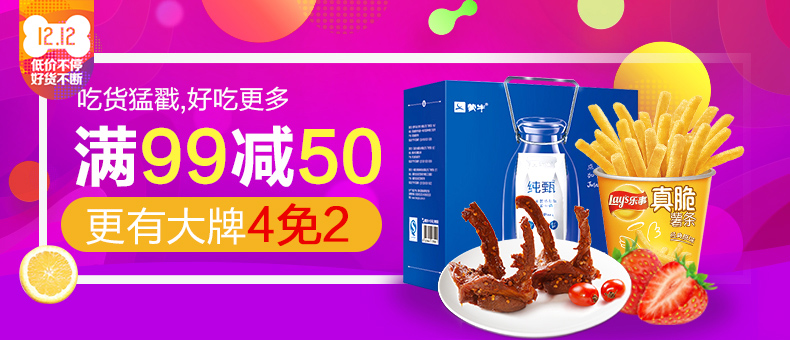 12.12
低价不停
好货不断
吃货猛戳,好吃更多
满99减50
更有大牌4免2
蒙牛
纯甄
Lay's乐事
真脆
薯条